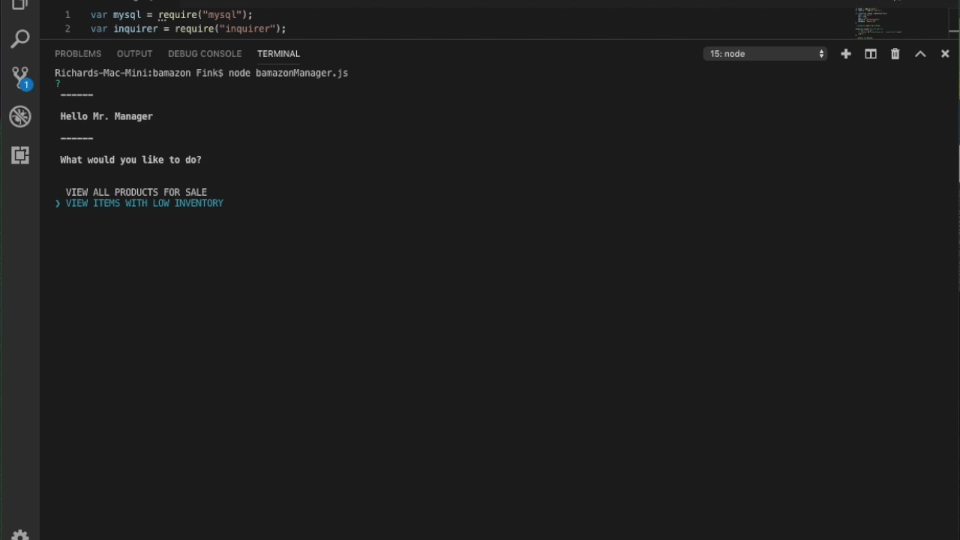 1 var mysql = require("mysql");
2 var inquirer = require("inquirer");
PROBLEMS OUTPUT DEBUG CONSOLE TERMINAL 15: node
1
Richards-Mac-Mini:bamazon Fink$ node bamazonManager.js
?
------
Hello Mr. Manager
------
What would you like to do?
VIEW ALL PRODUCTS FOR SALE
❯ VIEW ITEMS WITH LOW INVENTORY